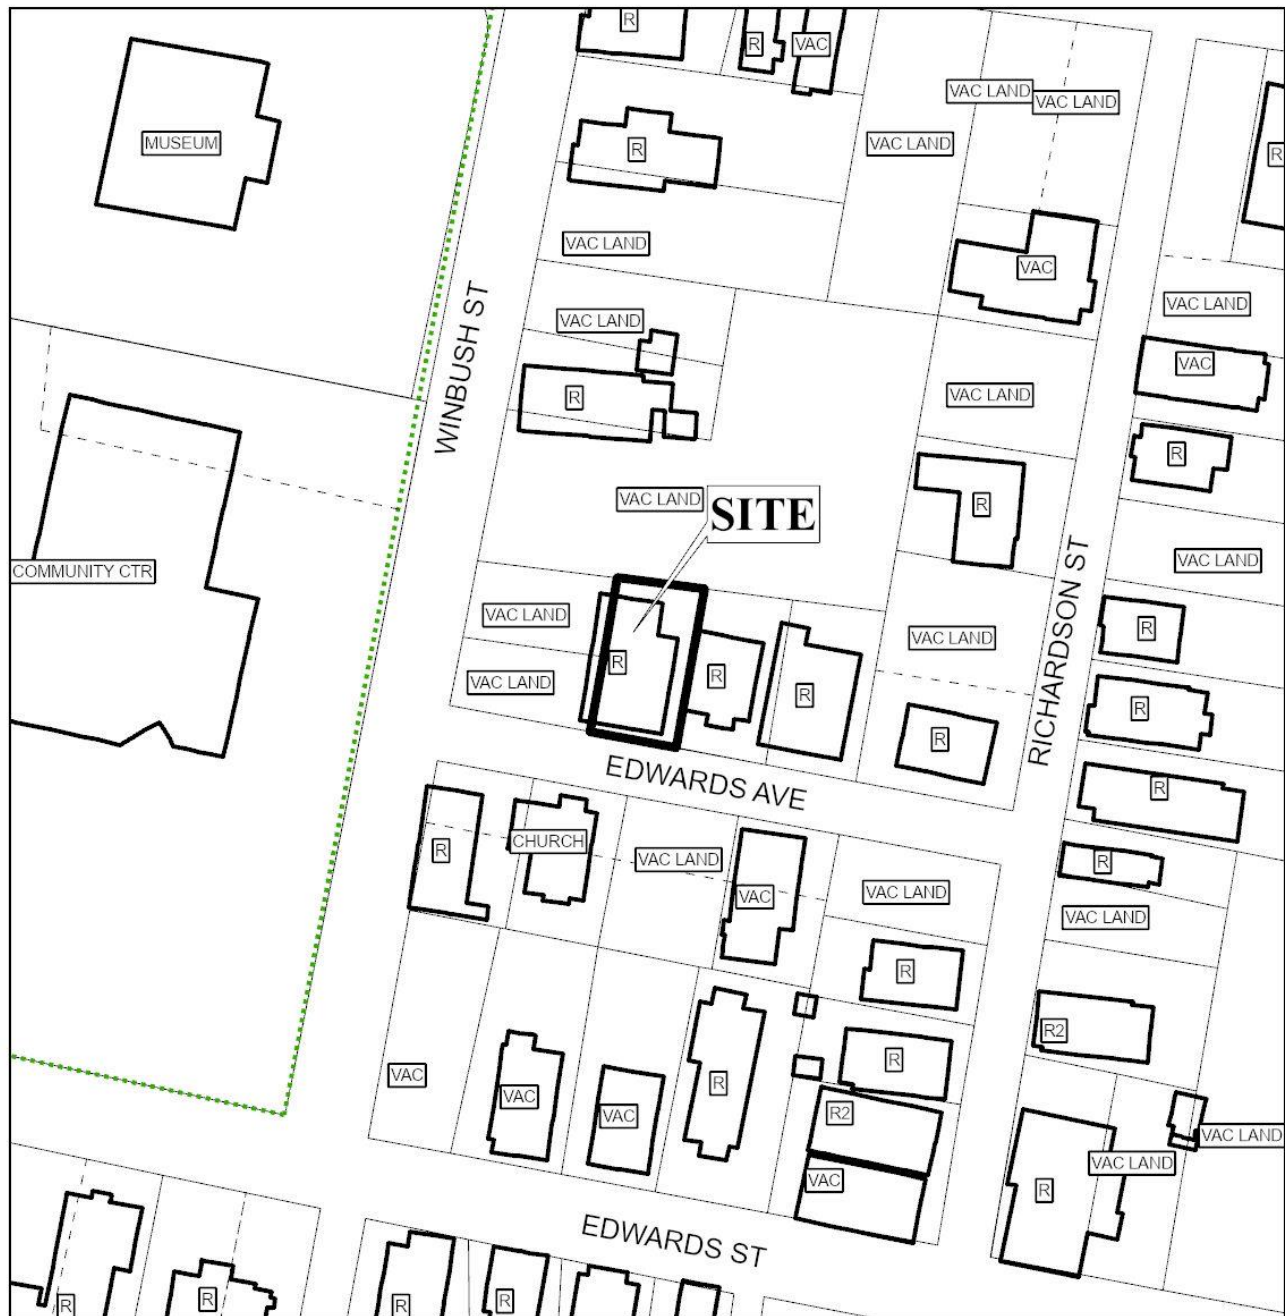 R
R
VAC
VAC LAND
VAC LAND
MUSEUM
R
VAC LAND
R
VAC LAND
VAC
VAC LAND
VAC LAND
VAC
WINBUSH ST
R
VAC LAND
R
VAC LAND
SITE
R
COMMUNITY CTR
VAC LAND
RICHARDSON ST
VAC LAND
R
VAC LAND
R
VAC LAND
R
R
R
R
EDWARDS AVE
R
R
CHURCH
VAC LAND
R
VAC
VAC LAND
VAC LAND
R
R2
VAC
VAC
VAC
R
R
R2
VAC
VAC LAND
VAC LAND
R
EDWARDS ST
R
R
R
R